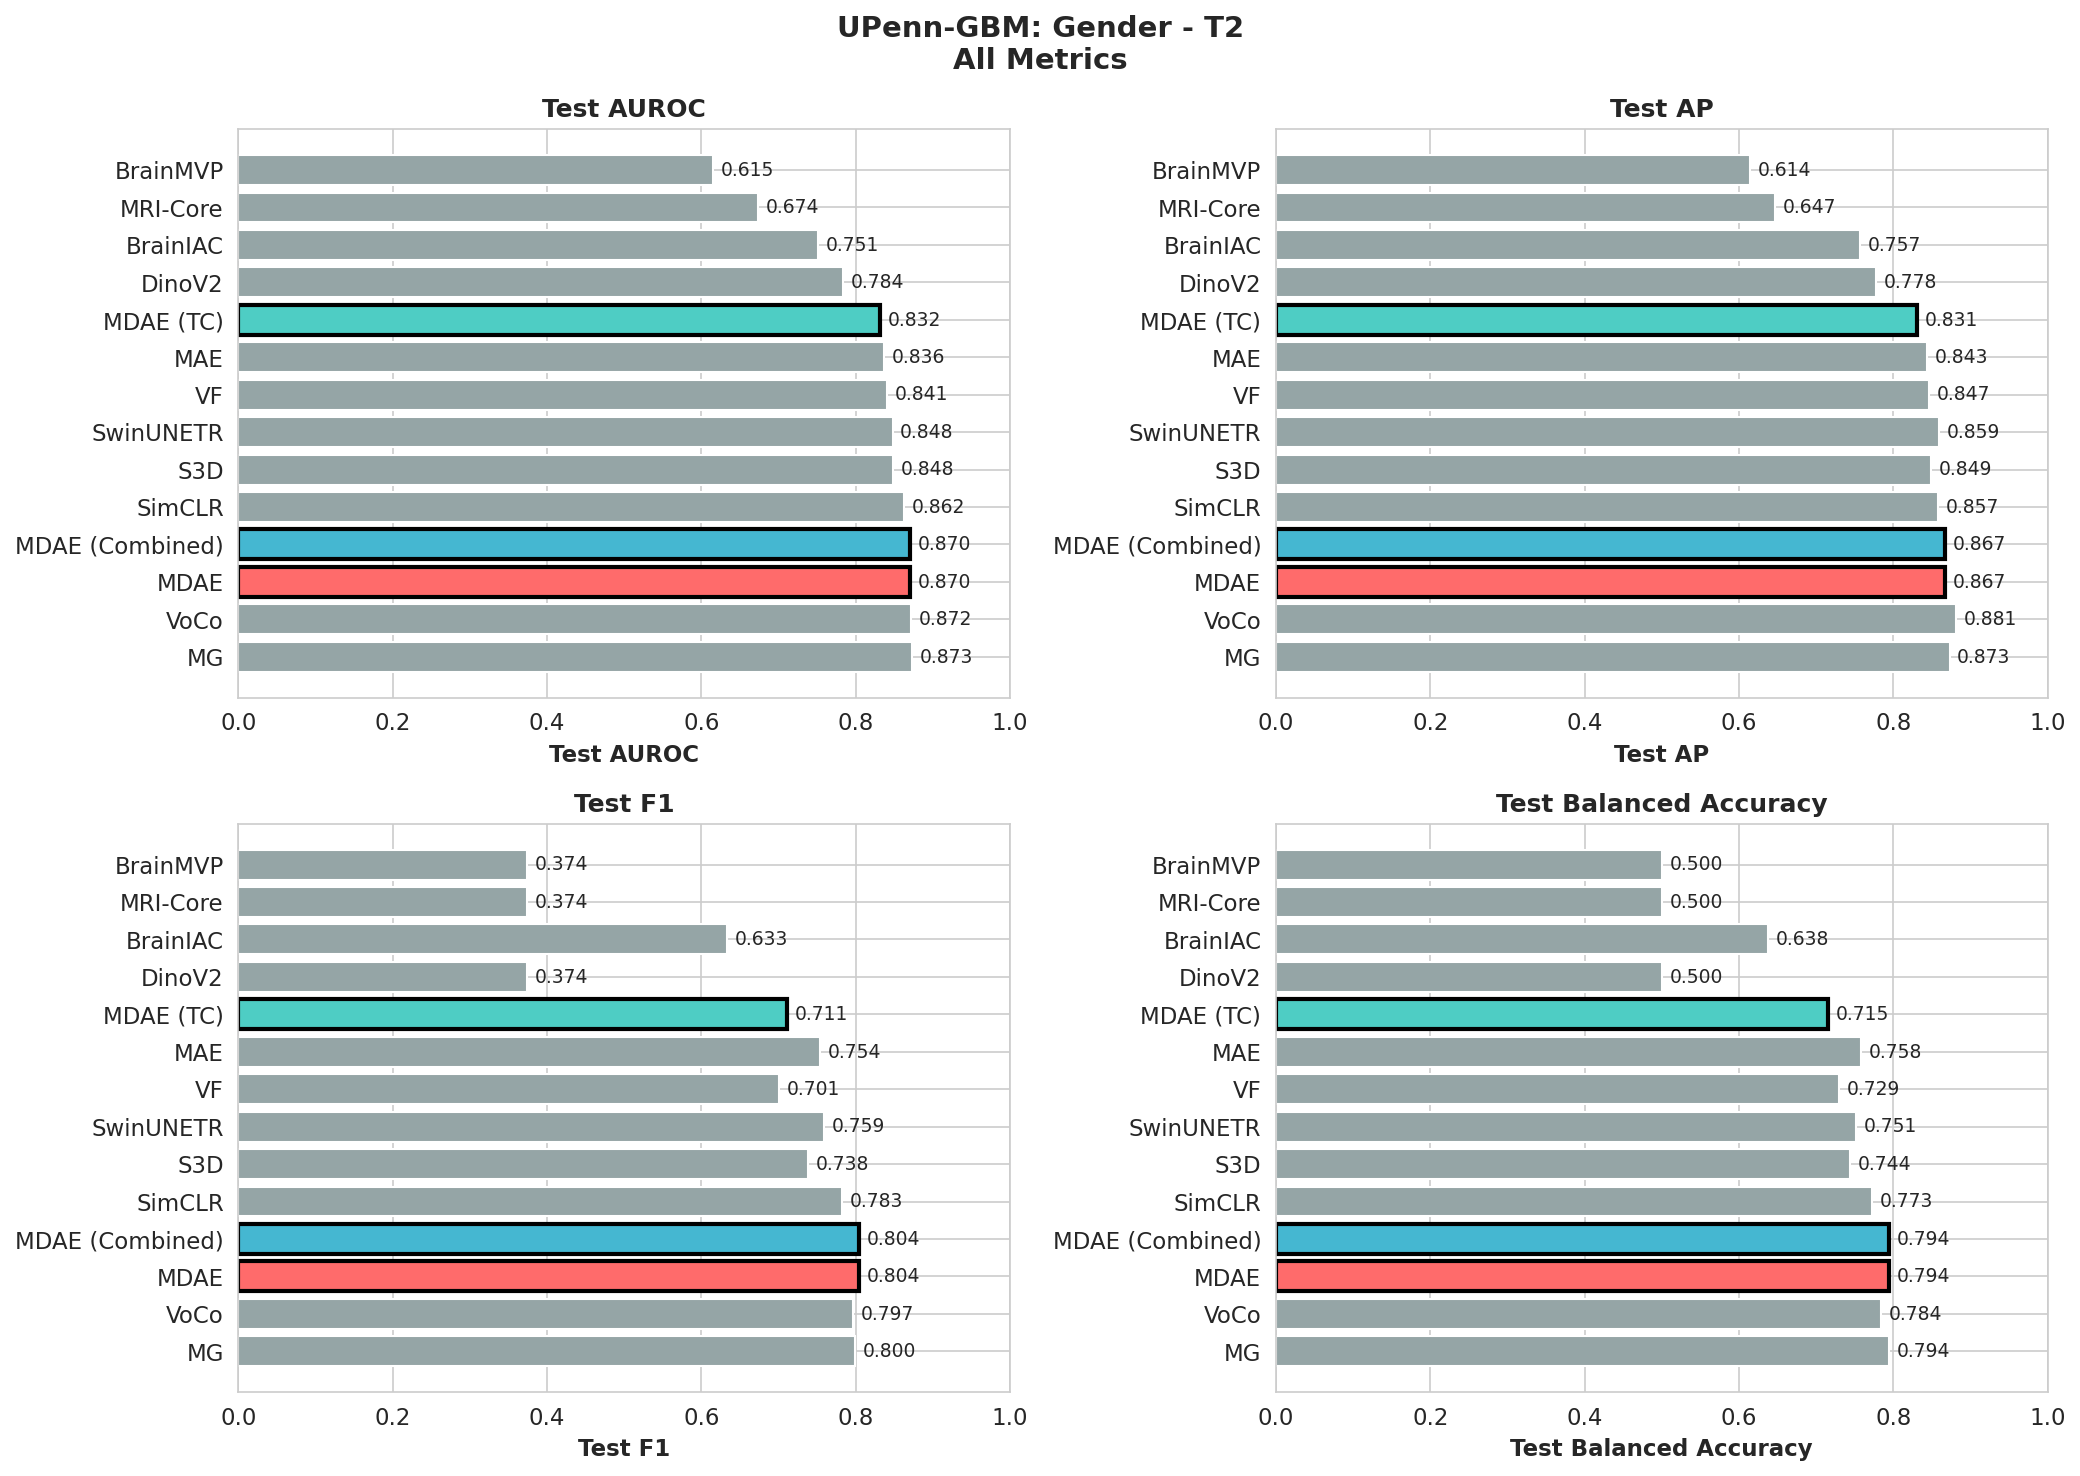 UPenn-GBM: Gender - T2
All Metrics
Test AUROC
BrainMVP 0.615
MRI-Core 0.674
BrainIAC 0.751
DinoV2 0.784
MDAE (TC) 0.832
MAE 0.836
VF 0.841
SwinUNETR 0.848
S3D 0.848
SimCLR 0.862
MDAE (Combined) 0.870
MDAE 0.870
VoCo 0.872
MG 0.873
0.0 0.2 0.4 0.6 0.8 1.0
Test AUROC
Test AP
BrainMVP 0.614
MRI-Core 0.647
BrainIAC 0.757
DinoV2 0.778
MDAE (TC) 0.831
MAE 0.843
VF 0.847
SwinUNETR 0.859
S3D 0.849
SimCLR 0.857
MDAE (Combined) 0.867
MDAE 0.867
VoCo 0.881
MG 0.873
0.0 0.2 0.4 0.6 0.8 1.0
Test AP
Test F1
BrainMVP 0.374
MRI-Core 0.374
BrainIAC 0.633
DinoV2 0.374
MDAE (TC) 0.711
MAE 0.754
VF 0.701
SwinUNETR 0.759
S3D 0.738
SimCLR 0.783
MDAE (Combined) 0.804
MDAE 0.804
VoCo 0.797
MG 0.800
0.0 0.2 0.4 0.6 0.8 1.0
Test F1
Test Balanced Accuracy
BrainMVP 0.500
MRI-Core 0.500
BrainIAC 0.638
DinoV2 0.500
MDAE (TC) 0.715
MAE 0.758
VF 0.729
SwinUNETR 0.751
S3D 0.744
SimCLR 0.773
MDAE (Combined) 0.794
MDAE 0.794
VoCo 0.784
MG 0.794
0.0 0.2 0.4 0.6 0.8 1.0
Test Balanced Accuracy